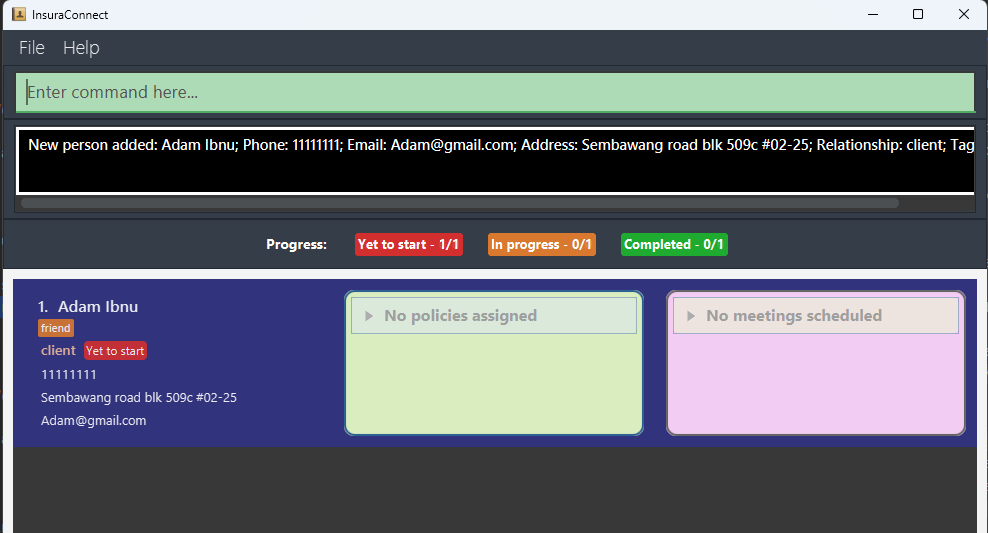 InsuraConnect
File Help
Enter command here...
New person added: Adam Ibnu; Phone: 11111111; Email: Adam@gmail.com; Address: Sembawang road blk 509c #02-25; Relationship: client; Tag
Progress: Yet to start - 1/1 In progress - 0/1 Completed - 0/1
1. Adam Ibnu
friend
client Yet to start
11111111
Sembawang road blk 509c #02-25
Adam@gmail.com
No policies assigned
No meetings scheduled